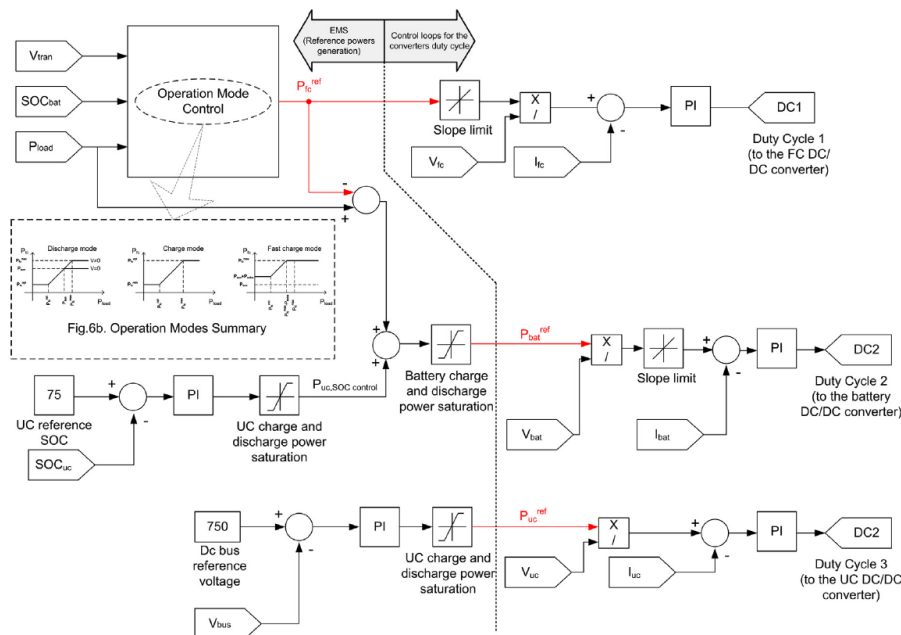 EMS
(Reference powers
generation)
Control loops for the
converters duty cycle
Vtran
SOCbat
Pload
Operation Mode
Control
Pfc ref
Slope limit
X
/
Vfc
Ifc
+
-
PI
DC1
Duty Cycle 1
(to the FC DC/
DC converter)
-
+
Discharge mode
Charge mode
Fast charge mode
V=0
V=0
Pload
Pload
Pload
Fig.6b. Operation Modes Summary
+
+
Battery charge and
discharge
power saturation
Pbat ref
X
/
Slope limit
Vbat
Ibat
+
-
PI
DC2
Duty Cycle 2
(to the battery
DC/DC converter)
75
UC reference
SOC
SOCuc
+
-
PI
UC charge and
discharge power
saturation
Puc,SOC control
750
Dc bus
reference
voltage
Vbus
+
-
PI
UC charge and
discharge power
saturation
Puc ref
X
/
Vuc
Iuc
+
-
PI
DC2
Duty Cycle 3
(to the UC DC/DC
converter)